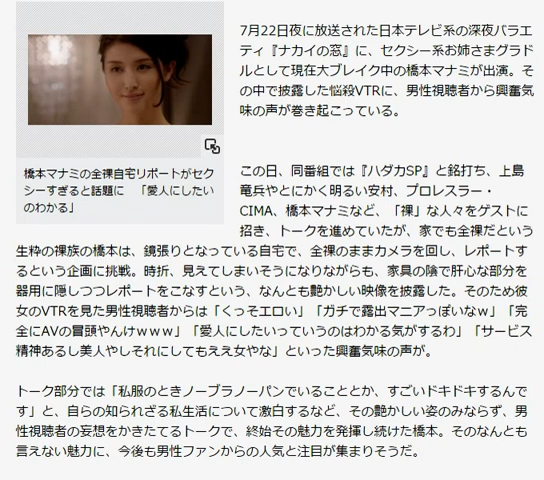 橋本マナミの全裸自宅リポートがセク
シーすぎると話題に　「愛人にしたい
のわかる」
7月22日夜に放送された日本テレビ系の深夜バラエ
ティ『ナカイの窓』に、セクシー系お姉さまグラド
ルとして現在大ブレイク中の橋本マナミが出演。そ
の中で披露した悩殺VTRに、男性視聴者から興奮気
味の声が巻き起こっている。
この日、同番組では『ハダカSP』と銘打ち、上島
竜兵やとにかく明るい安村、プロレスラー・
CIMA、橋本マナミなど、「裸」な人々をゲストに
招き、トークを進めていたが、家でも全裸だという
生粋の裸族の橋本は、鏡張りとなっている自宅で、全裸のままカメラを回し、レポートす
るという企画に挑戦。時折、見えてしまいそうになりながらも、家具の陰で肝心な部分を
器用に隠しつつレポートをこなすという、なんとも艶かしい映像を披露した。そのため彼
女のVTRを見た男性視聴者からは「くっそエロい」「ガチで露出マニアっぽいなｗ」「完
全にAVの冒頭やんけｗｗｗ」「愛人にしたいっていうのはわかる気がするわ」「サービス
精神あるし美人やしそれにしてもええ女やな」といった興奮気味の声が。
トーク部分では「私服のときノーブラノーパンでいることとか、すごいドキドキするんで
す」と、自らの知られざる私生活について激白するなど、その艶かしい姿のみならず、男
性視聴者の妄想をかきたてるトークで、終始その魅力を発揮し続けた橋本。そのなんとも
言えない魅力に、今後も男性ファンからの人気と注目が集まりそうだ。